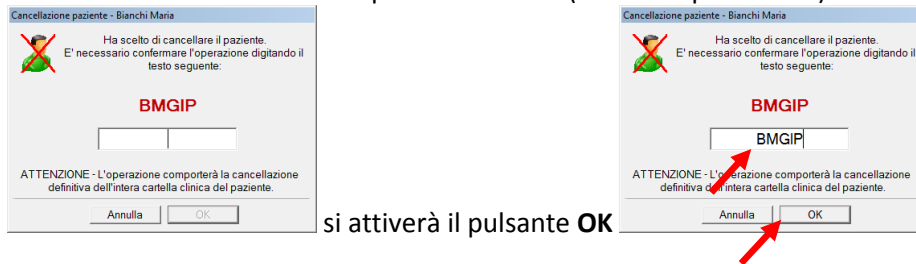 Cancellazione paziente - Bianchi Maria
Ha scelto di cancellare il paziente.
E' necessario confermare l'operazione digitando il
testo seguente:
BMGIP
ATTENZIONE - L'operazione comporterà la cancellazione
definitiva dell'intera cartella clinica del paziente.
Annulla OK
si attiverà il pulsante OK
Cancellazione paziente - Bianchi Maria
Ha scelto di cancellare il paziente.
E' necessario confermare l'operazione digitando il
testo seguente:
BMGIP
BMGIP
ATTENZIONE - L'operazione comporterà la cancellazione
definitiva dell'intera cartella clinica del paziente.
Annulla OK